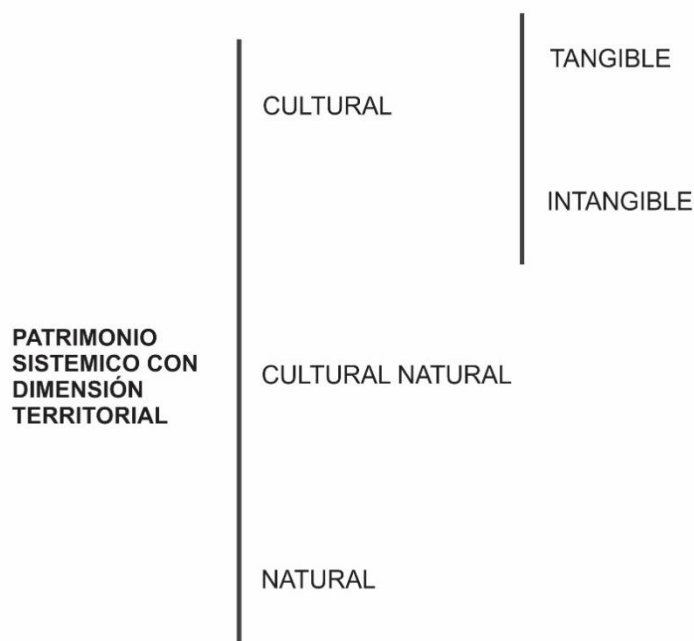 TANGIBLE
CULTURAL
INTANGIBLE
PATRIMONIO
SISTEMICO CON
DIMENSIÓN
TERRITORIAL
CULTURAL NATURAL
NATURAL